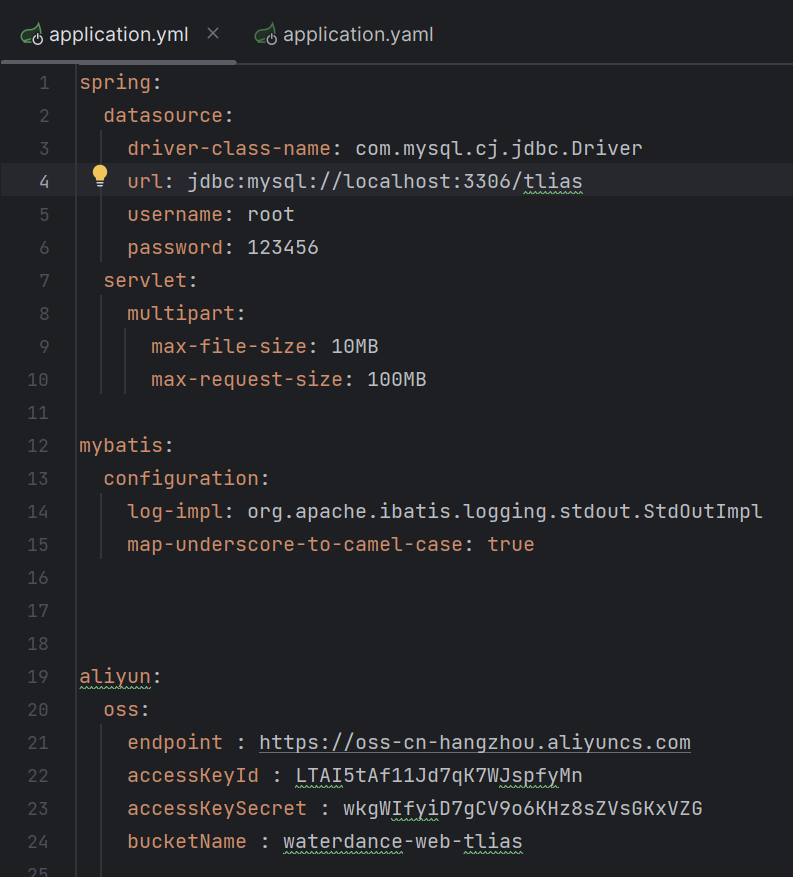 application.yml × application.yaml
1 spring:
2   datasource:
3     driver-class-name: com.mysql.cj.jdbc.Driver
4     url: jdbc:mysql://localhost:3306/tlias
5     username: root
6     password: 123456
7   servlet:
8     multipart:
9       max-file-size: 10MB
10       max-request-size: 100MB
11
12 mybatis:
13   configuration:
14     log-impl: org.apache.ibatis.logging.stdout.StdOutImpl
15     map-underscore-to-camel-case: true
16
17
18
19 aliyun:
20   oss:
21     endpoint : https://oss-cn-hangzhou.aliyuncs.com
22     accessKeyId : LTAI5tAf11Jd7qK7WJspfyMn
23     accessKeySecret : wkgWIfyiD7gCV9o6KHz8sZVsGKxVZG
24     bucketName : waterdance-web-tlias
25